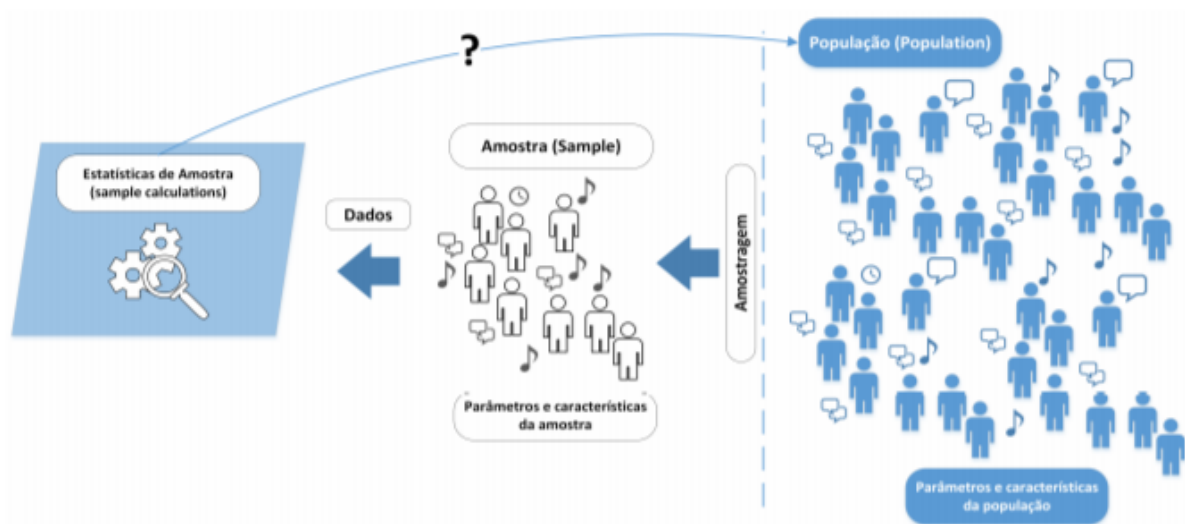 ?
População (Population)
Amostra (Sample)
Estatísticas de Amostra
(sample calculations)
Dados
Amostragem
Parâmetros e características
da amostra
Parâmetros e características
da população